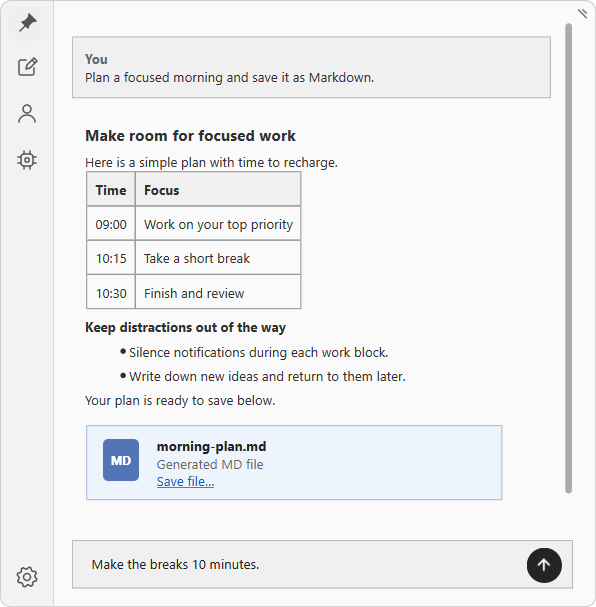 You
Plan a focused morning and save it as Markdown.
Make room for focused work
Here is a simple plan with time to recharge.
Time Focus
09:00 Work on your top priority
10:15 Take a short break
10:30 Finish and review
Keep distractions out of the way
• Silence notifications during each work block.
• Write down new ideas and return to them later.
Your plan is ready to save below.
MD
morning-plan.md
Generated MD file
Save file...
Make the breaks 10 minutes.